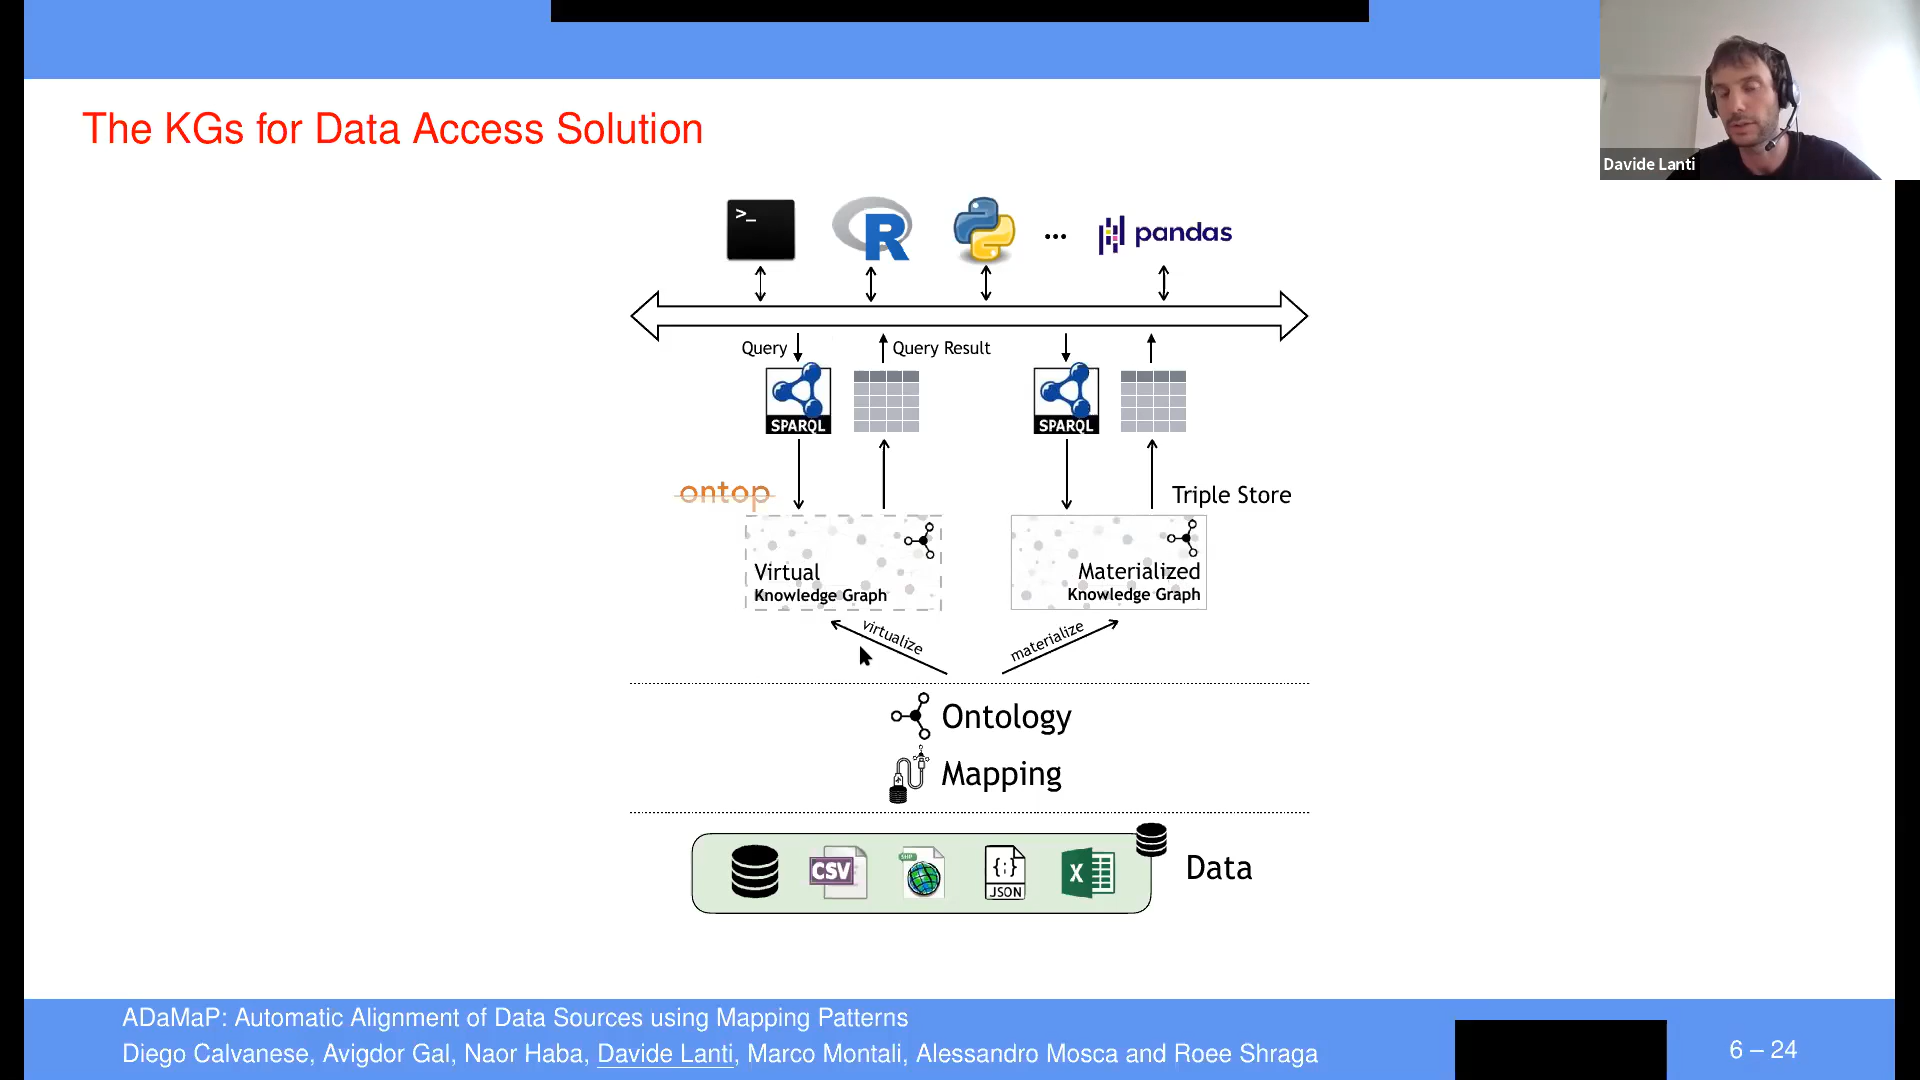 The KGs for Data Access Solution
Davide Lanti
>_
R
...
pandas
Query
Query Result
SPARQL
SPARQL
ontop
Triple Store
Virtual
Knowledge Graph
Materialized
Knowledge Graph
virtualize
materialize
Ontology
Mapping
CSV
SHP
{;}
JSON
X
Data
ADaMaP: Automatic Alignment of Data Sources using Mapping Patterns
Diego Calvanese, Avigdor Gal, Naor Haba, Davide Lanti, Marco Montali, Alessandro Mosca and Roee Shraga
6 – 24